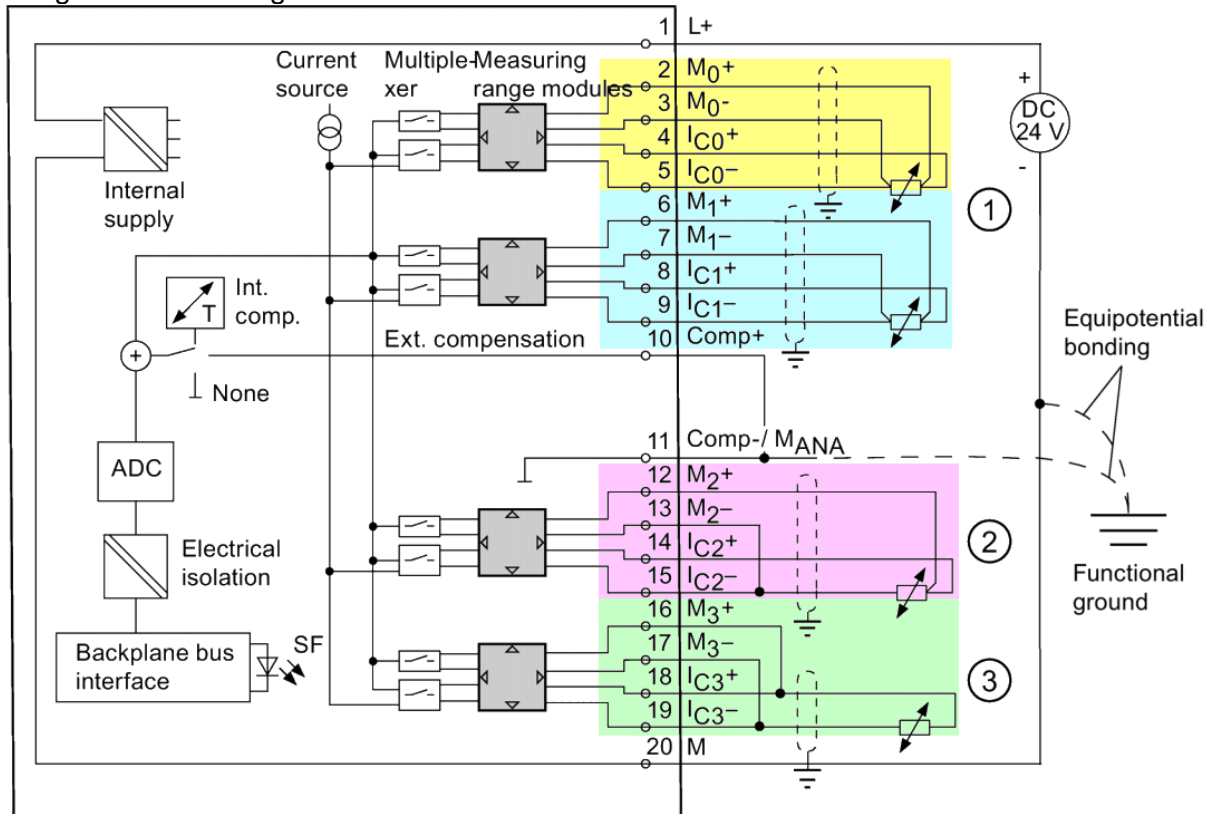 1 L+
Current source
Multiple-xer
Measuring range modules
2 M0+
3 M0-
4 IC0+
5 IC0−
6 M1+
7 M1−
8 IC1+
9 IC1−
10 Comp+
+
DC
24 V
-
1
Internal
supply
T
Int.
comp.
Ext. compensation
+
None
Equipotential
bonding
11 Comp-/ MANA
12 M2+
13 M2−
14 IC2+
15 IC2−
16 M3+
17 M3−
18 IC3+
19 IC3−
20 M
2
3
ADC
Electrical
isolation
Functional
ground
Backplane bus
interface
SF